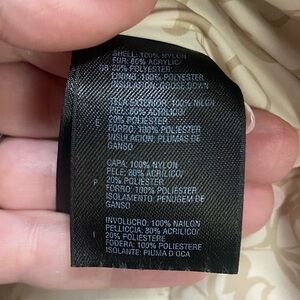 SHELL: 100% NYLON
FUR: 80% ACRYLIC/
GB 20% POLYESTER
LINING: 100% POLYESTER
INSULATION: GOOSE DOWN
TELA EXTERIOR: 100% NILON
PIEL: 80% ACRILICO/
E 20% POLIESTER
FORRO: 100% POLIESTER
INSULACION: PLUMAS DE
GANSO
CAPA: 100% NYLON
PELE: 80% ACRILICO/
P 20% POLIESTER
FORRO: 100% POLIESTER
ISOLAMENTO: PENUGEM DE
GANSO
INVOLUCRO: 100% NAILON
PELLICCIA: 80% ACRILICO/
I 20% POLIESTERE
FODERA: 100% POLIESTERE
ISOLANTE: PIUMA D OCA